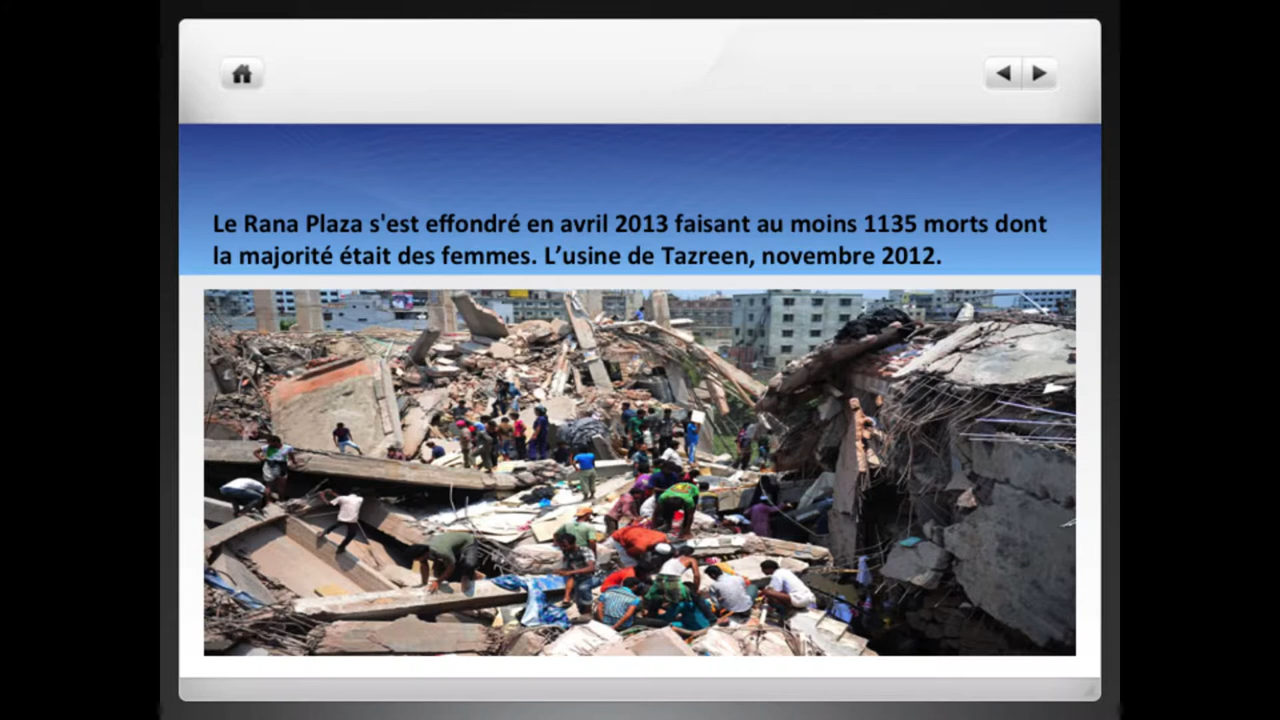 Le Rana Plaza s'est effondré en avril 2013 faisant au moins 1135 morts dont
la majorité était des femmes. L’usine de Tazreen, novembre 2012.